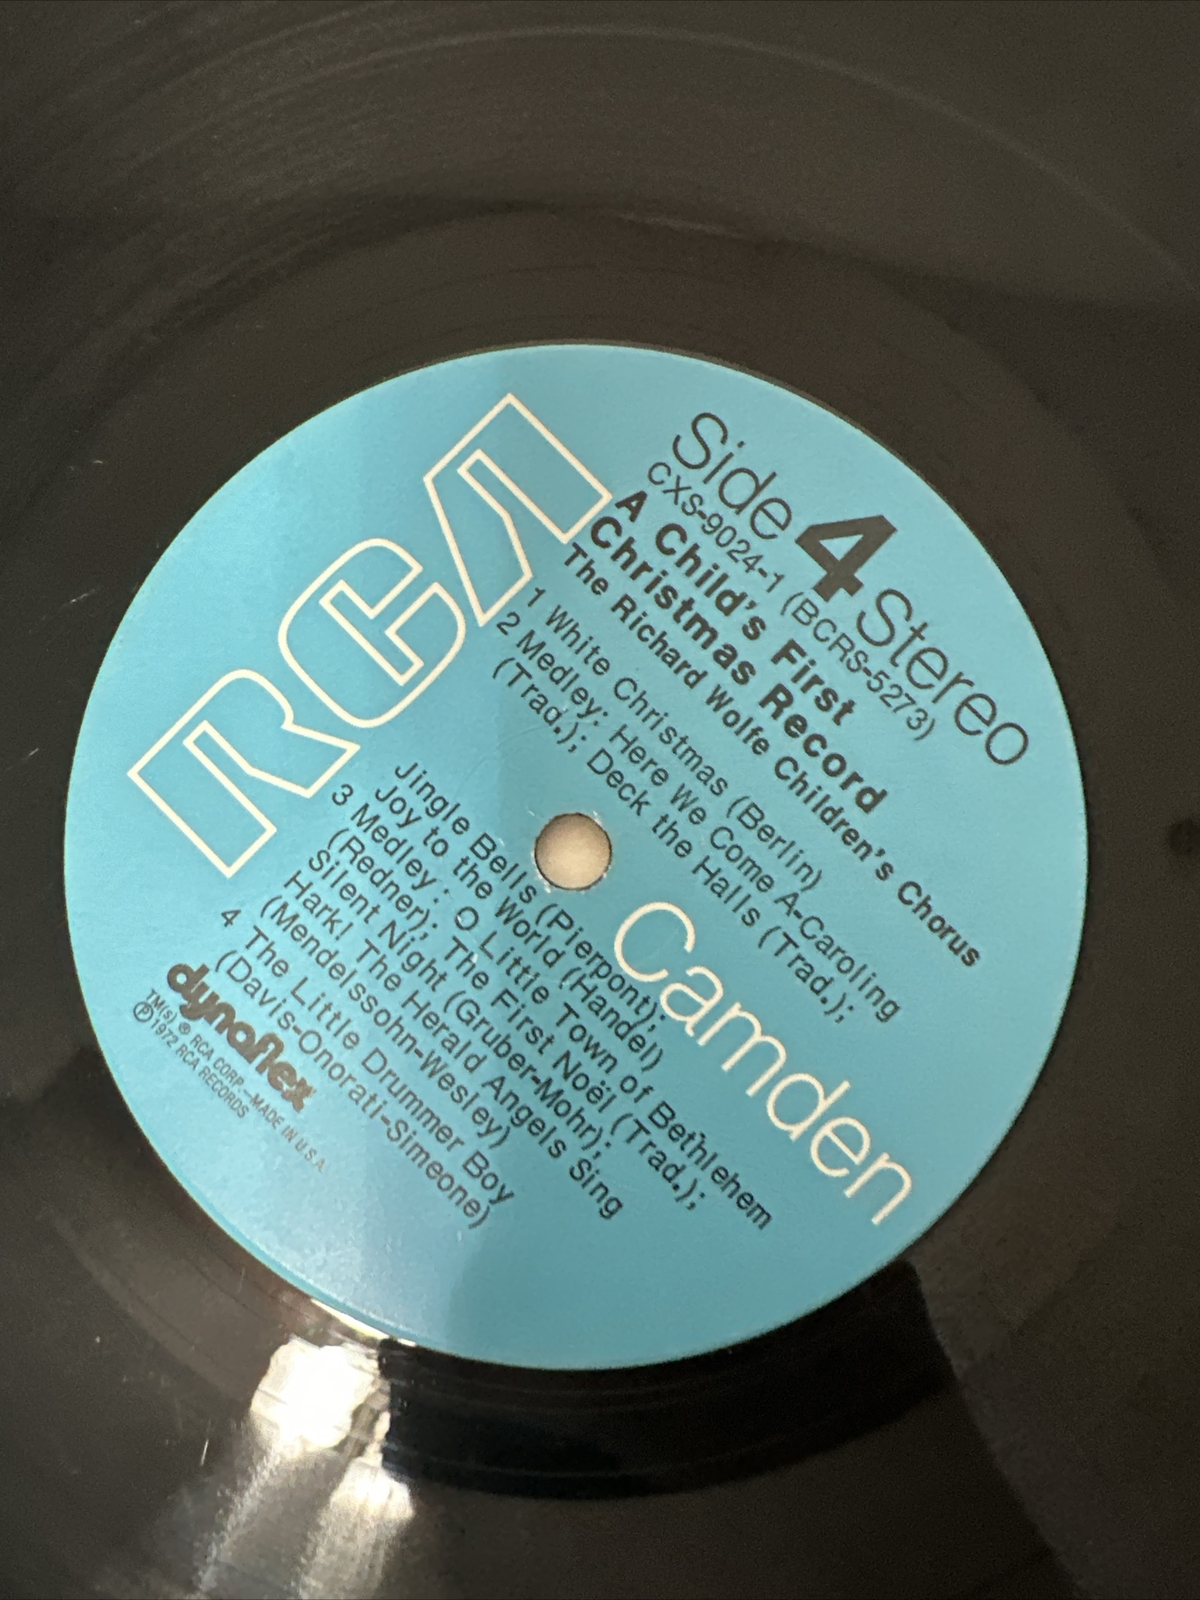 RCA
Side 4 Stereo
CXS-9024-1 (BCRS-5273)
A Child's First
Christmas Record
The Richard Wolfe Children's Chorus
1 White Christmas (Berlin)
2 Medley: Here We Come A-Caroling
(Trad.); Deck the Halls (Trad.);
Jingle Bells (Pierpont);
Joy to the World (Handel)
3 Medley: O Little Town of Bethlehem
(Redner); The First Noël (Trad.);
Silent Night (Gruber-Mohr);
Hark! The Herald Angels Sing
(Mendelssohn-Wesley)
4 The Little Drummer Boy
(Davis-Onorati-Simeone)
Camden
dynaflex
TM(s) ® RCA CORP.—MADE IN U.S.A.
℗ 1972 RCA RECORDS